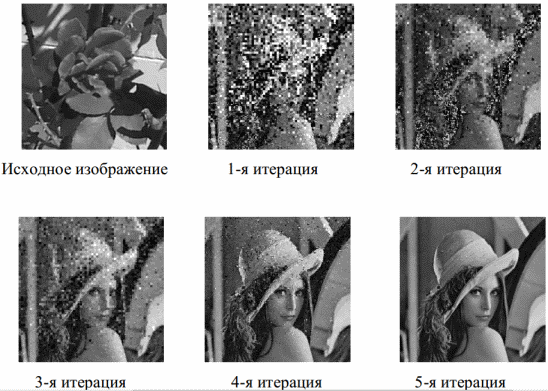 Исходное изображение
1-я итерация
2-я итерация
3-я итерация
4-я итерация
5-я итерация